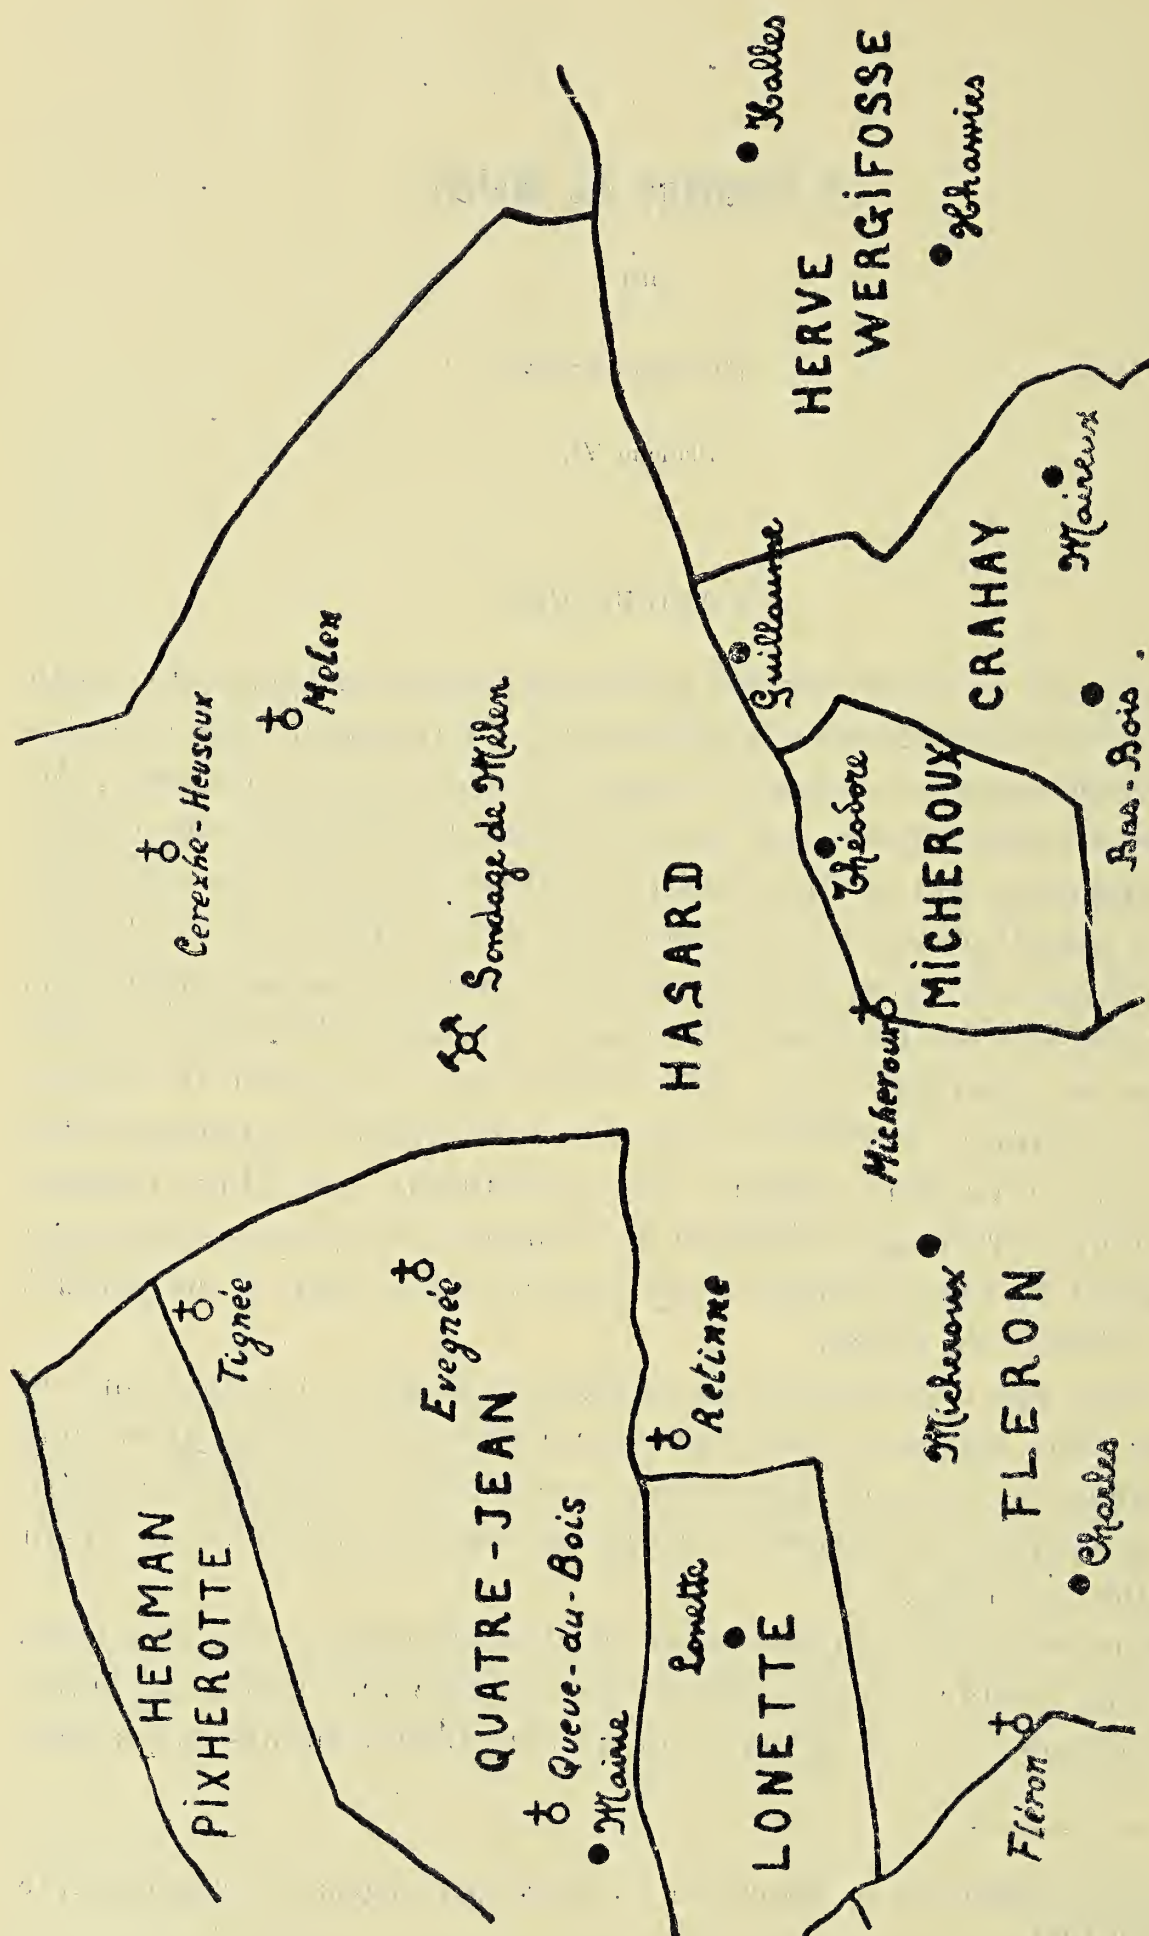 HERMAN
PIXHEROTTE
Tignée
Evegnée
QUATRE-JEAN
Queue-du-Bois
Mairie
Lonette
LONETTE
Retinne
Cerexhe-Heuseux
Melen
Sondage de Mélen
HASARD
Micheroux
Micheroux
FLERON
Charles
Fléron
Guillaume
Théodore
MICHEROUX
CRAHAY
Maireux
Bas-Bois
HERVE
WERGIFOSSE
Halles
Xhawirs